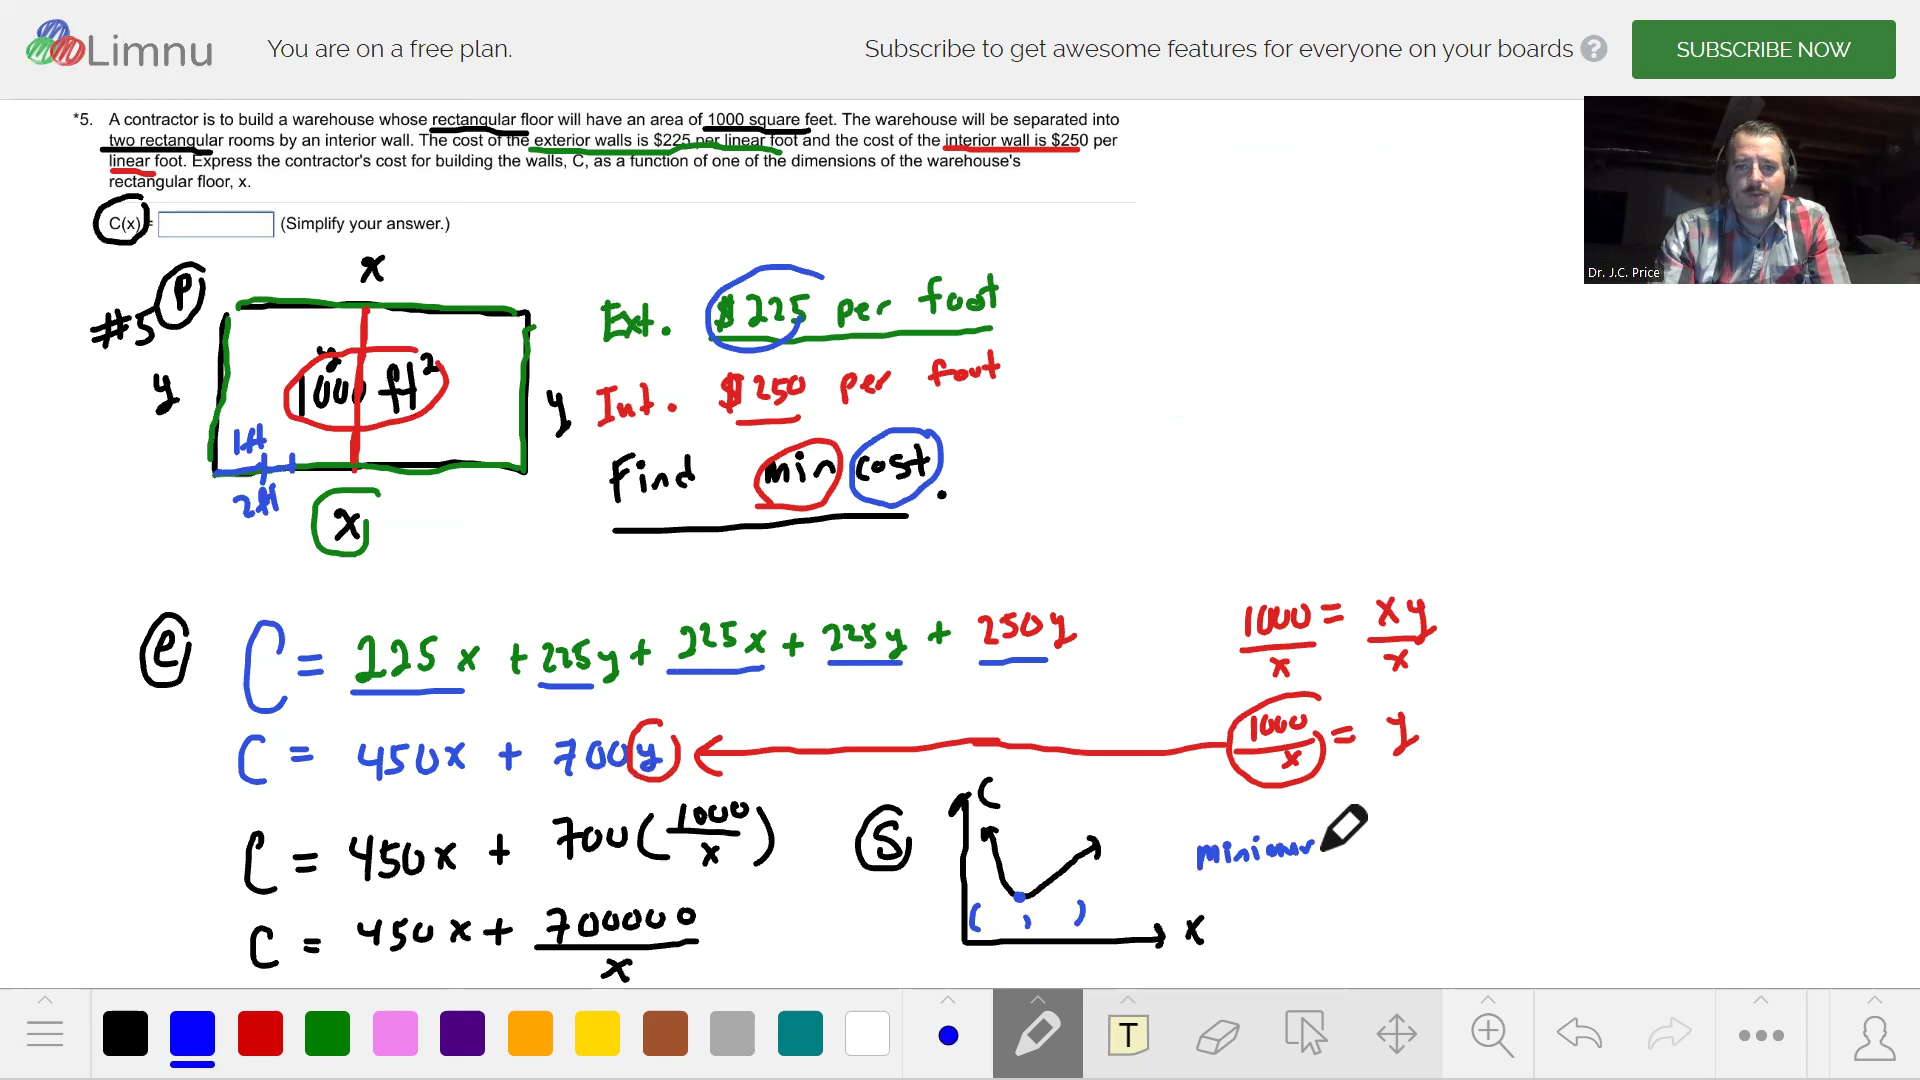 Limnu You are on a free plan. Subscribe to get awesome features for everyone on your boards ? SUBSCRIBE NOW
*5. A contractor is to build a warehouse whose rectangular floor will have an area of 1000 square feet. The warehouse will be separated into
two rectangular rooms by an interior wall. The cost of the exterior walls is $225 per linear foot and the cost of the interior wall is $250 per
linear foot. Express the contractor's cost for building the walls, C, as a function of one of the dimensions of the warehouse's
rectangular floor, x.
C(x) = (Simplify your answer.)
Dr. J.C. Price
#5 P x
y 1000 ft² y
1ft
2ft
x
Ext. $225 per foot
Int. $250 per foot
Find min cost.
e C = 225x + 225y + 225x + 225y + 250y
1000/x = xy/x
C = 450x + 700y
1000/x = y
C = 450x + 700(1000/x)
S C
minimu
( , ) x
C = 450x + 700000/x
T